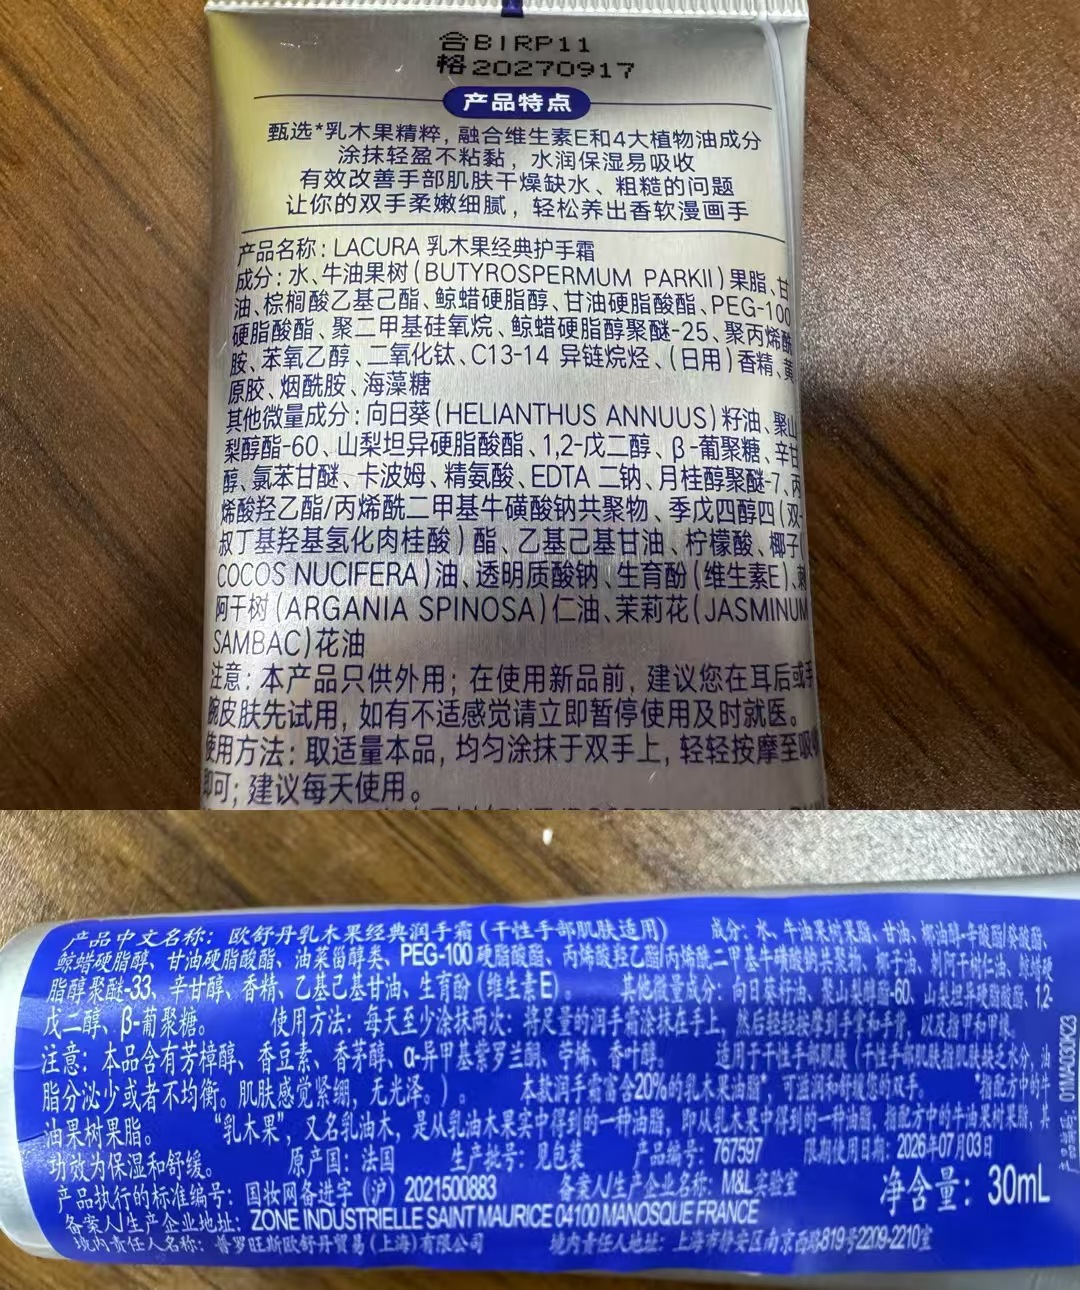 合BIRP11
格20270917
产品特点
甄选*乳木果精粹，融合维生素E和4大植物油成分
涂抹轻盈不粘黏，水润保湿易吸收
有效改善手部肌肤干燥缺水、粗糙的问题
让你的双手柔嫩细腻，轻松养出香软漫画手
产品名称：LACURA 乳木果经典护手霜
成分：水、牛油果树(BUTYROSPERMUM PARKII)果脂、甘
油、棕榈酸乙基己酯、鲸蜡硬脂醇、甘油硬脂酸酯、PEG-100
硬脂酸酯、聚二甲基硅氧烷、鲸蜡硬脂醇聚醚-25、聚丙烯酰
胺、苯氧乙醇、二氧化钛、C13-14 异链烷烃、(日用)香精、黄
原胶、烟酰胺、海藻糖
其他微量成分：向日葵(HELIANTHUS ANNUUS)籽油、聚山
梨醇酯-60、山梨坦异硬脂酸酯、1,2-戊二醇、β-葡聚糖、辛甘
醇、氯苯甘醚、卡波姆、精氨酸、EDTA 二钠、月桂醇聚醚-7、丙
烯酸羟乙酯/丙烯酰二甲基牛磺酸钠共聚物、季戊四醇四(双-
叔丁基羟基氢化肉桂酸)酯、乙基己基甘油、柠檬酸、椰子(
COCOS NUCIFERA)油、透明质酸钠、生育酚(维生素E)、刺
阿干树(ARGANIA SPINOSA)仁油、茉莉花(JASMINUM
SAMBAC)花油
注意：本产品只供外用；在使用新品前，建议您在耳后或手
腕皮肤先试用，如有不适感觉请立即暂停使用及时就医。
使用方法：取适量本品，均匀涂抹于双手上，轻轻按摩至吸收
即可；建议每天使用。
产品中文名称：欧舒丹乳木果经典润手霜(干性手部肌肤适用) 成分：水、牛油果树果脂、甘油、椰油醇-辛酸酯/癸酸酯、
鲸蜡硬脂醇、甘油硬脂酸酯、油菜甾醇类、PEG-100硬脂酸酯、丙烯酸羟乙酯/丙烯酰二甲基牛磺酸钠共聚物、椰子油、刺阿干树仁油、鲸蜡硬
脂醇聚醚-33、辛甘醇、香精、乙基己基甘油、生育酚(维生素E)。 其他微量成分：向日葵籽油、聚山梨醇酯-60、山梨坦异硬脂酸酯、1,2-
戊二醇、β-葡聚糖。 使用方法：每天至少涂抹两次：将足量的润手霜涂抹在手上，然后轻轻按摩到手掌和手背，以及指甲和甲缘。
注意：本品含有芳樟醇、香豆素、香茅醇、α-异甲基紫罗兰酮、苧烯、香叶醇。 适用于干性手部肌肤(干性手部肌肤指肌肤缺乏水分、油
脂分泌少或者不均衡。肌肤感觉紧绷，无光泽。)。 本款润手霜富含20%的乳木果油脂*，可滋润和舒缓您的双手。 *指配方中的牛
油果树果脂。 “乳木果”，又名乳油木，是从乳油木果实中得到的一种油脂，即从乳木果中得到的一种油脂，指配方中的牛油果树果脂，其
功效为保湿和舒缓。 原产国：法国 生产批号：见包装 产品编号：767597 限期使用日期：2026年07月03日
产品执行的标准编号：国妆网备进字(沪)2021500883 备案人/生产企业名称：M&L实验室 净含量：30mL
备案人/生产企业地址：ZONE INDUSTRIELLE SAINT MAURICE 04100 MANOSQUE FRANCE
境内责任人名称：普罗旺斯欧舒丹贸易(上海)有限公司 境内责任人地址：上海市静安区南京西路819号2209-2210室
产品编码：01MA030K23